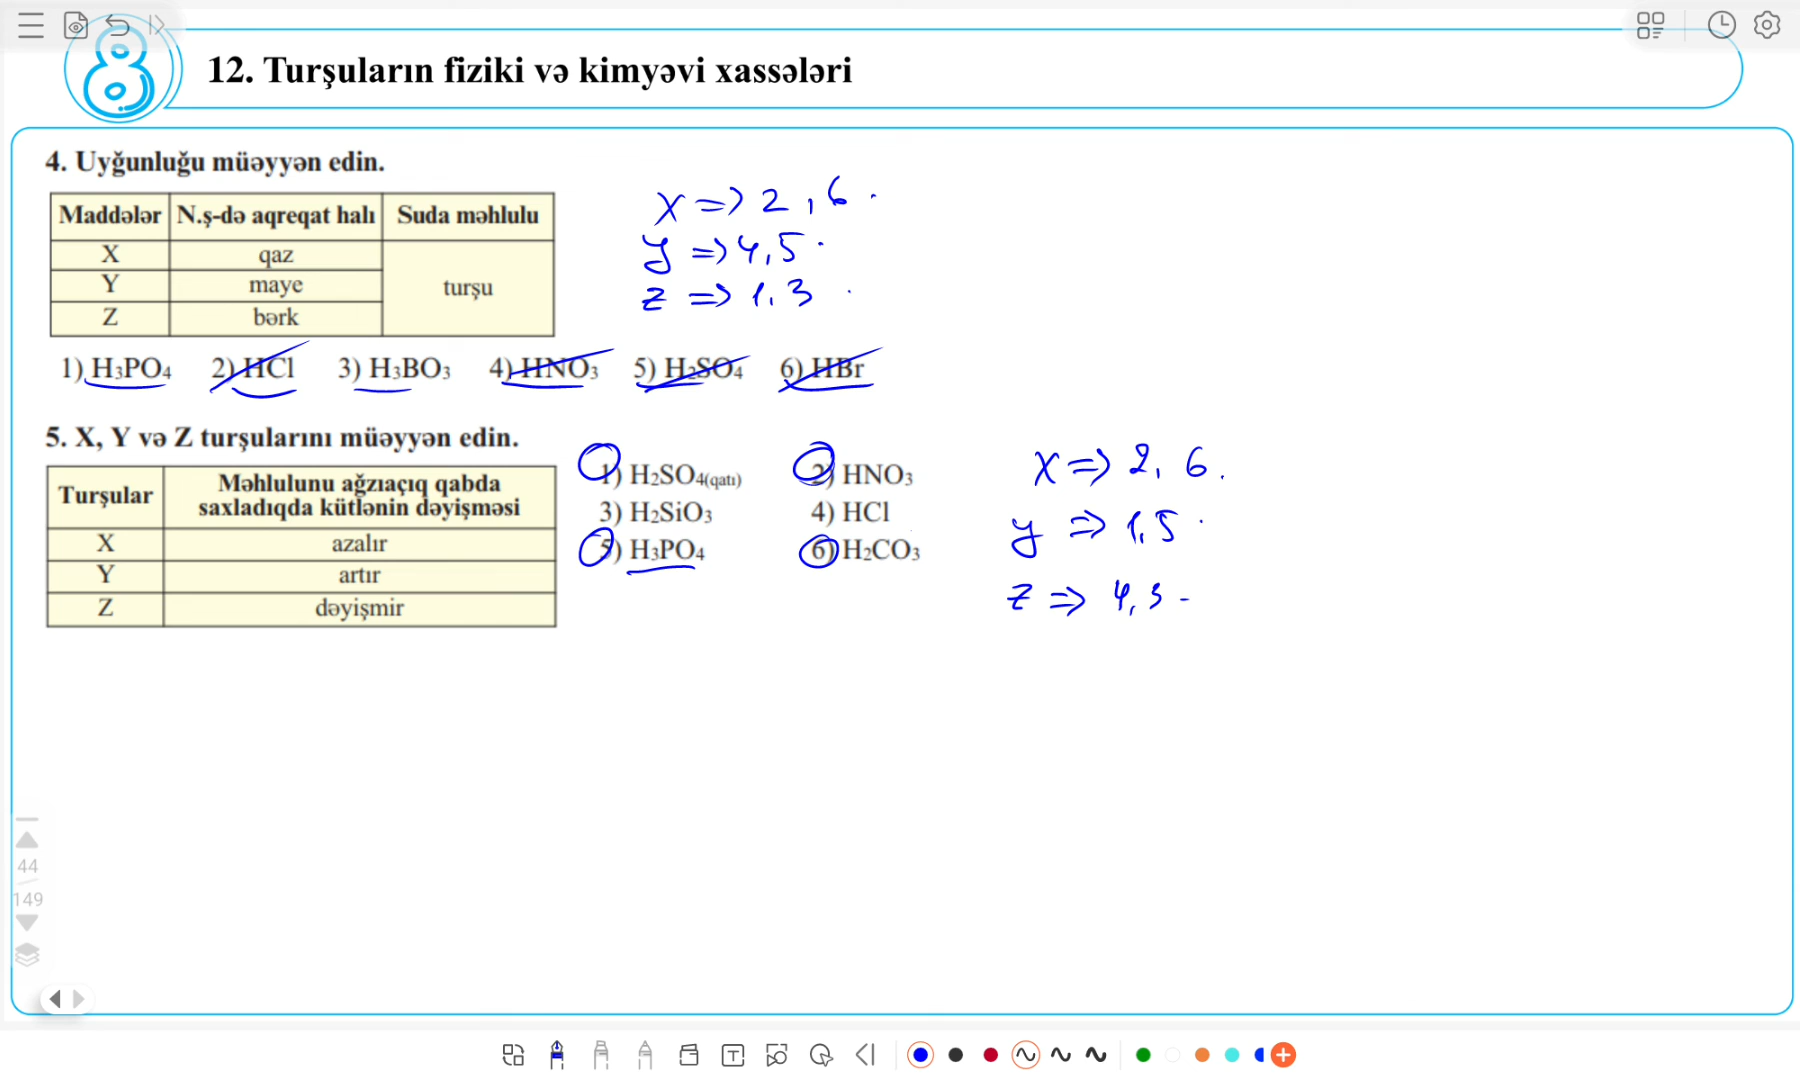 12. Turşuların fiziki və kimyəvi xassələri
4. Uyğunluğu müəyyən edin.
Maddələr N.ş-də aqreqat halı Suda məhlulu
X qaz
Y maye turşu
Z bərk
X => 2, 6.
y => 4, 5.
z => 1, 3.
1) H₃PO₄ 2) HCl 3) H₃BO₃ 4) HNO₃ 5) H₂SO₄ 6) HBr
5. X, Y və Z turşularını müəyyən edin.
Turşular Məhlulunu ağzıaçıq qabda saxladıqda kütlənin dəyişməsi
X azalır
Y artır
Z dəyişmir
1) H₂SO₄(qatı) 2) HNO₃
3) H₂SiO₃ 4) HCl
5) H₃PO₄ 6) H₂CO₃
X => 2, 6.
y => 1, 5.
z => 4, 3.
44
149